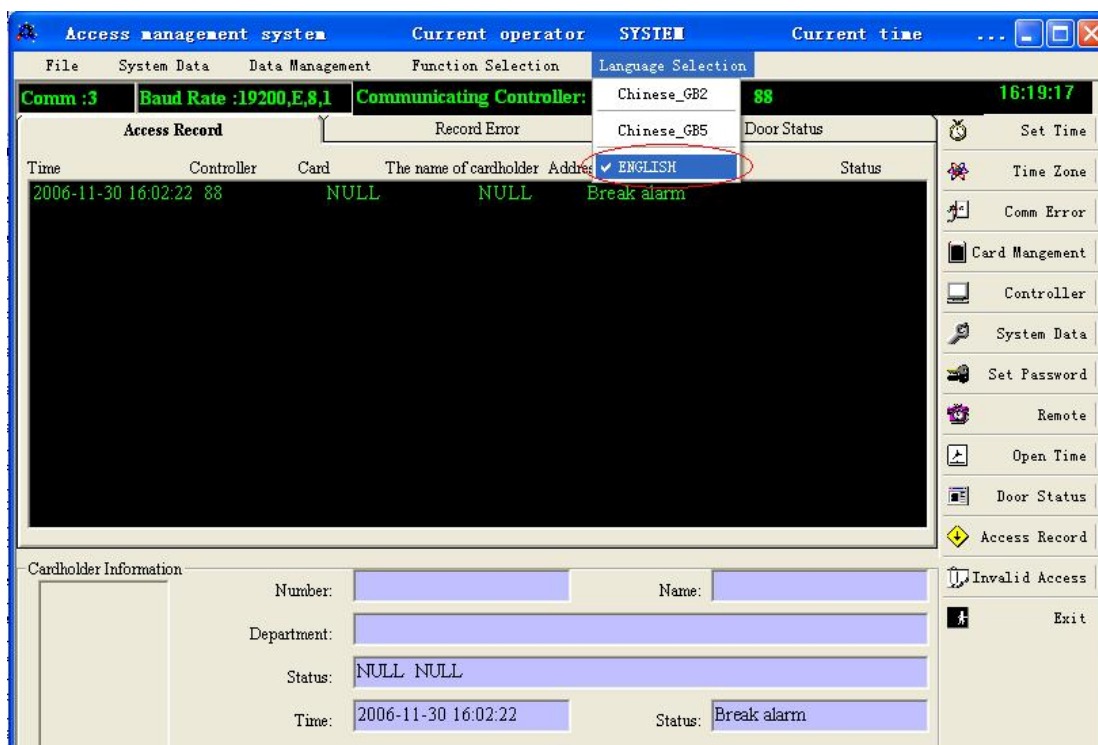 Access management system Current operator SYSTEM Current time ...
File System Data Data Management Function Selection Language Selection
Comm :3 Baud Rate :19200,E,8,1 Communicating Controller: 88 16:19:17
Chinese_GB2
Chinese_GB5
ENGLISH
Access Record Record Error Door Status
Time Controller Card The name of cardholder Status
2006-11-30 16:02:22 88 NULL NULL Break alarm
Set Time
Time Zone
Comm Error
Card Mangement
Controller
System Data
Set Password
Remote
Open Time
Door Status
Access Record
Invalid Access
Exit
Cardholder Information
Number: Name:
Department:
Status: NULL NULL
Time: 2006-11-30 16:02:22 Status: Break alarm